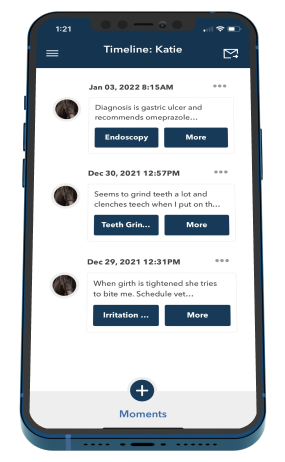 1:21
Timeline: Katie
Jan 03, 2022 8:15AM
Diagnosis is gastric ulcer and
recommends omeprazole...
Endoscopy More
Dec 30, 2021 12:57PM
Seems to grind teeth a lot and
clenches teech when I put on th...
Teeth Grin... More
Dec 29, 2021 12:31PM
When girth is tightened she tries
to bite me. Schedule vet...
Irritation ... More
Moments